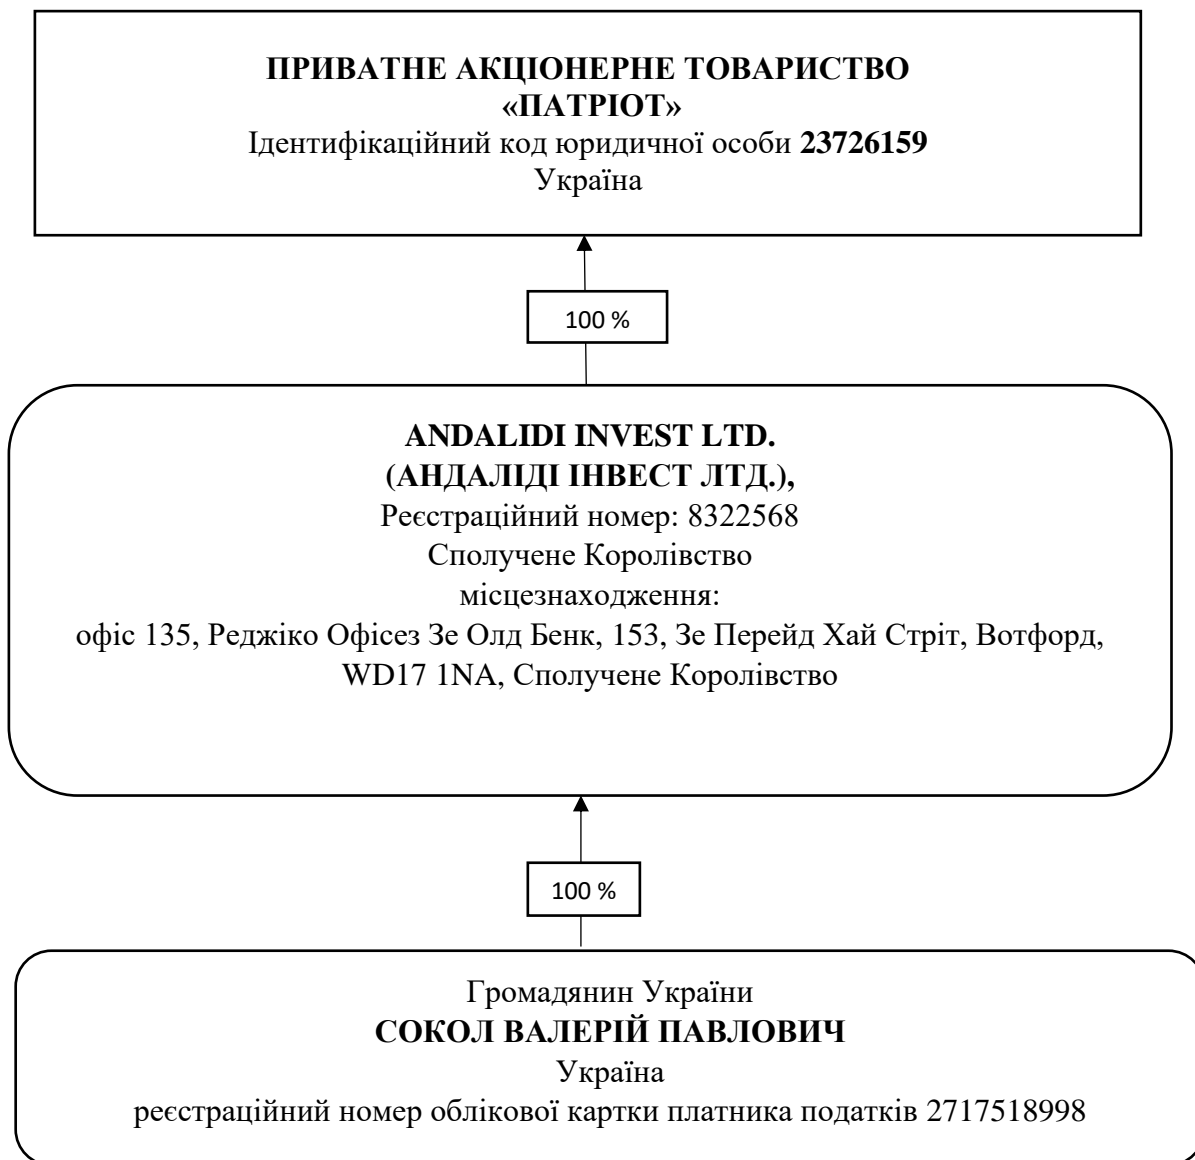 ПРИВАТНЕ АКЦІОНЕРНЕ ТОВАРИСТВО
«ПАТРІОТ»
Ідентифікаційний код юридичної особи 23726159
Україна
100 %
ANDALIDI INVEST LTD.
(АНДАЛІДІ ІНВЕСТ ЛТД.),
Реєстраційний номер: 8322568
Сполучене Королівство
місцезнаходження:
офіс 135, Реджіко Офісез Зе Олд Бенк, 153, Зе Перейд Хай Стріт, Вотфорд,
WD17 1NA, Сполучене Королівство
100 %
Громадянин України
СОКОЛ ВАЛЕРІЙ ПАВЛОВИЧ
Україна
реєстраційний номер облікової картки платника податків 2717518998